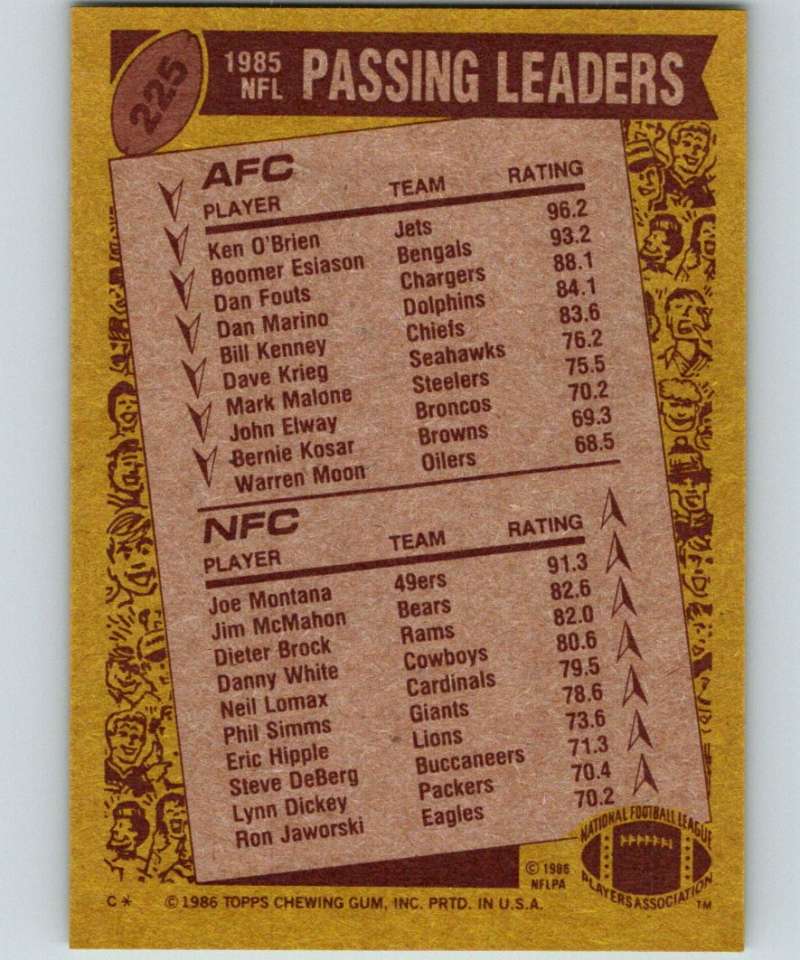 225
1985 NFL PASSING LEADERS
AFC
PLAYER TEAM RATING
Ken O'Brien Jets 96.2
Boomer Esiason Bengals 93.2
Dan Fouts Chargers 88.1
Dan Marino Dolphins 84.1
Bill Kenney Chiefs 83.6
Dave Krieg Seahawks 76.2
Mark Malone Steelers 75.5
John Elway Broncos 70.2
Bernie Kosar Browns 69.3
Warren Moon Oilers 68.5
NFC
PLAYER TEAM RATING
Joe Montana 49ers 91.3
Jim McMahon Bears 82.6
Dieter Brock Rams 82.0
Danny White Cowboys 80.6
Neil Lomax Cardinals 79.5
Phil Simms Giants 78.6
Eric Hipple Lions 73.6
Steve DeBerg Buccaneers 71.3
Lynn Dickey Packers 70.4
Ron Jaworski Eagles 70.2
NATIONAL FOOTBALL LEAGUE
PLAYERS ASSOCIATION
TM
© 1986
NFLPA
C* © 1986 TOPPS CHEWING GUM, INC. PRTD. IN U.S.A.